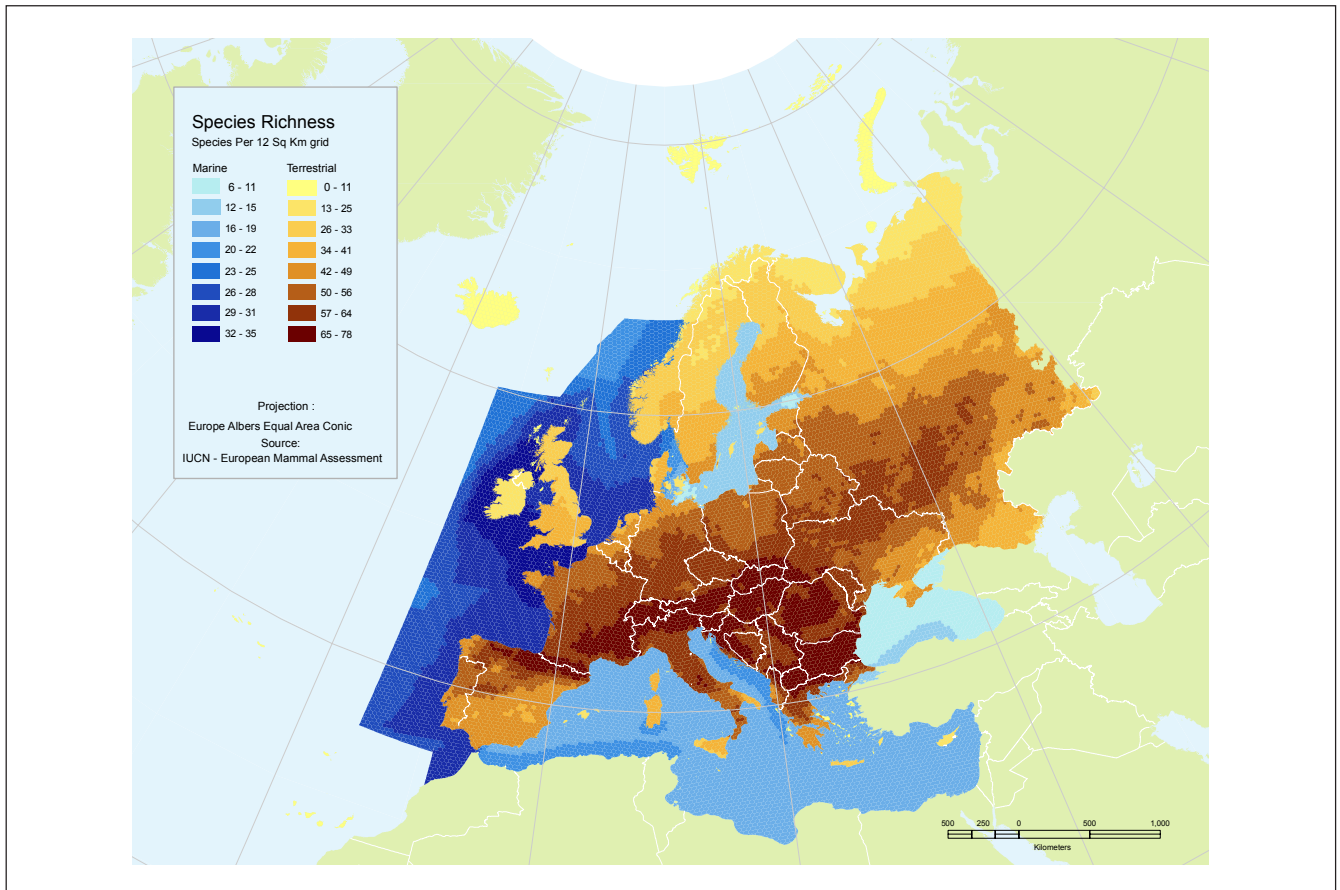 Species Richness
Species Per 12 Sq Km grid
Marine Terrestrial
6 - 11 0 - 11
12 - 15 13 - 25
16 - 19 26 - 33
20 - 22 34 - 41
23 - 25 42 - 49
26 - 28 50 - 56
29 - 31 57 - 64
32 - 35 65 - 78
Projection :
Europe Albers Equal Area Conic
Source:
IUCN - European Mammal Assessment
500 250 0 500 1,000
Kilometers